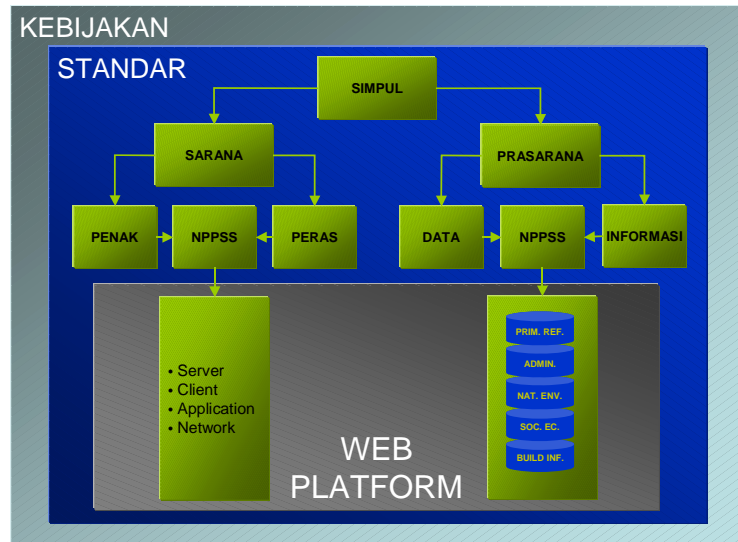 KEBIJAKAN
STANDAR
SIMPUL
SARANA
PRASARANA
PENAK
NPPSS
PERAS
DATA
NPPSS
INFORMASI
• Server
• Client
• Application
• Network
PRIM. REF.
ADMIN.
NAT. ENV.
SOC. EC.
BUILD INF.
WEB
PLATFORM